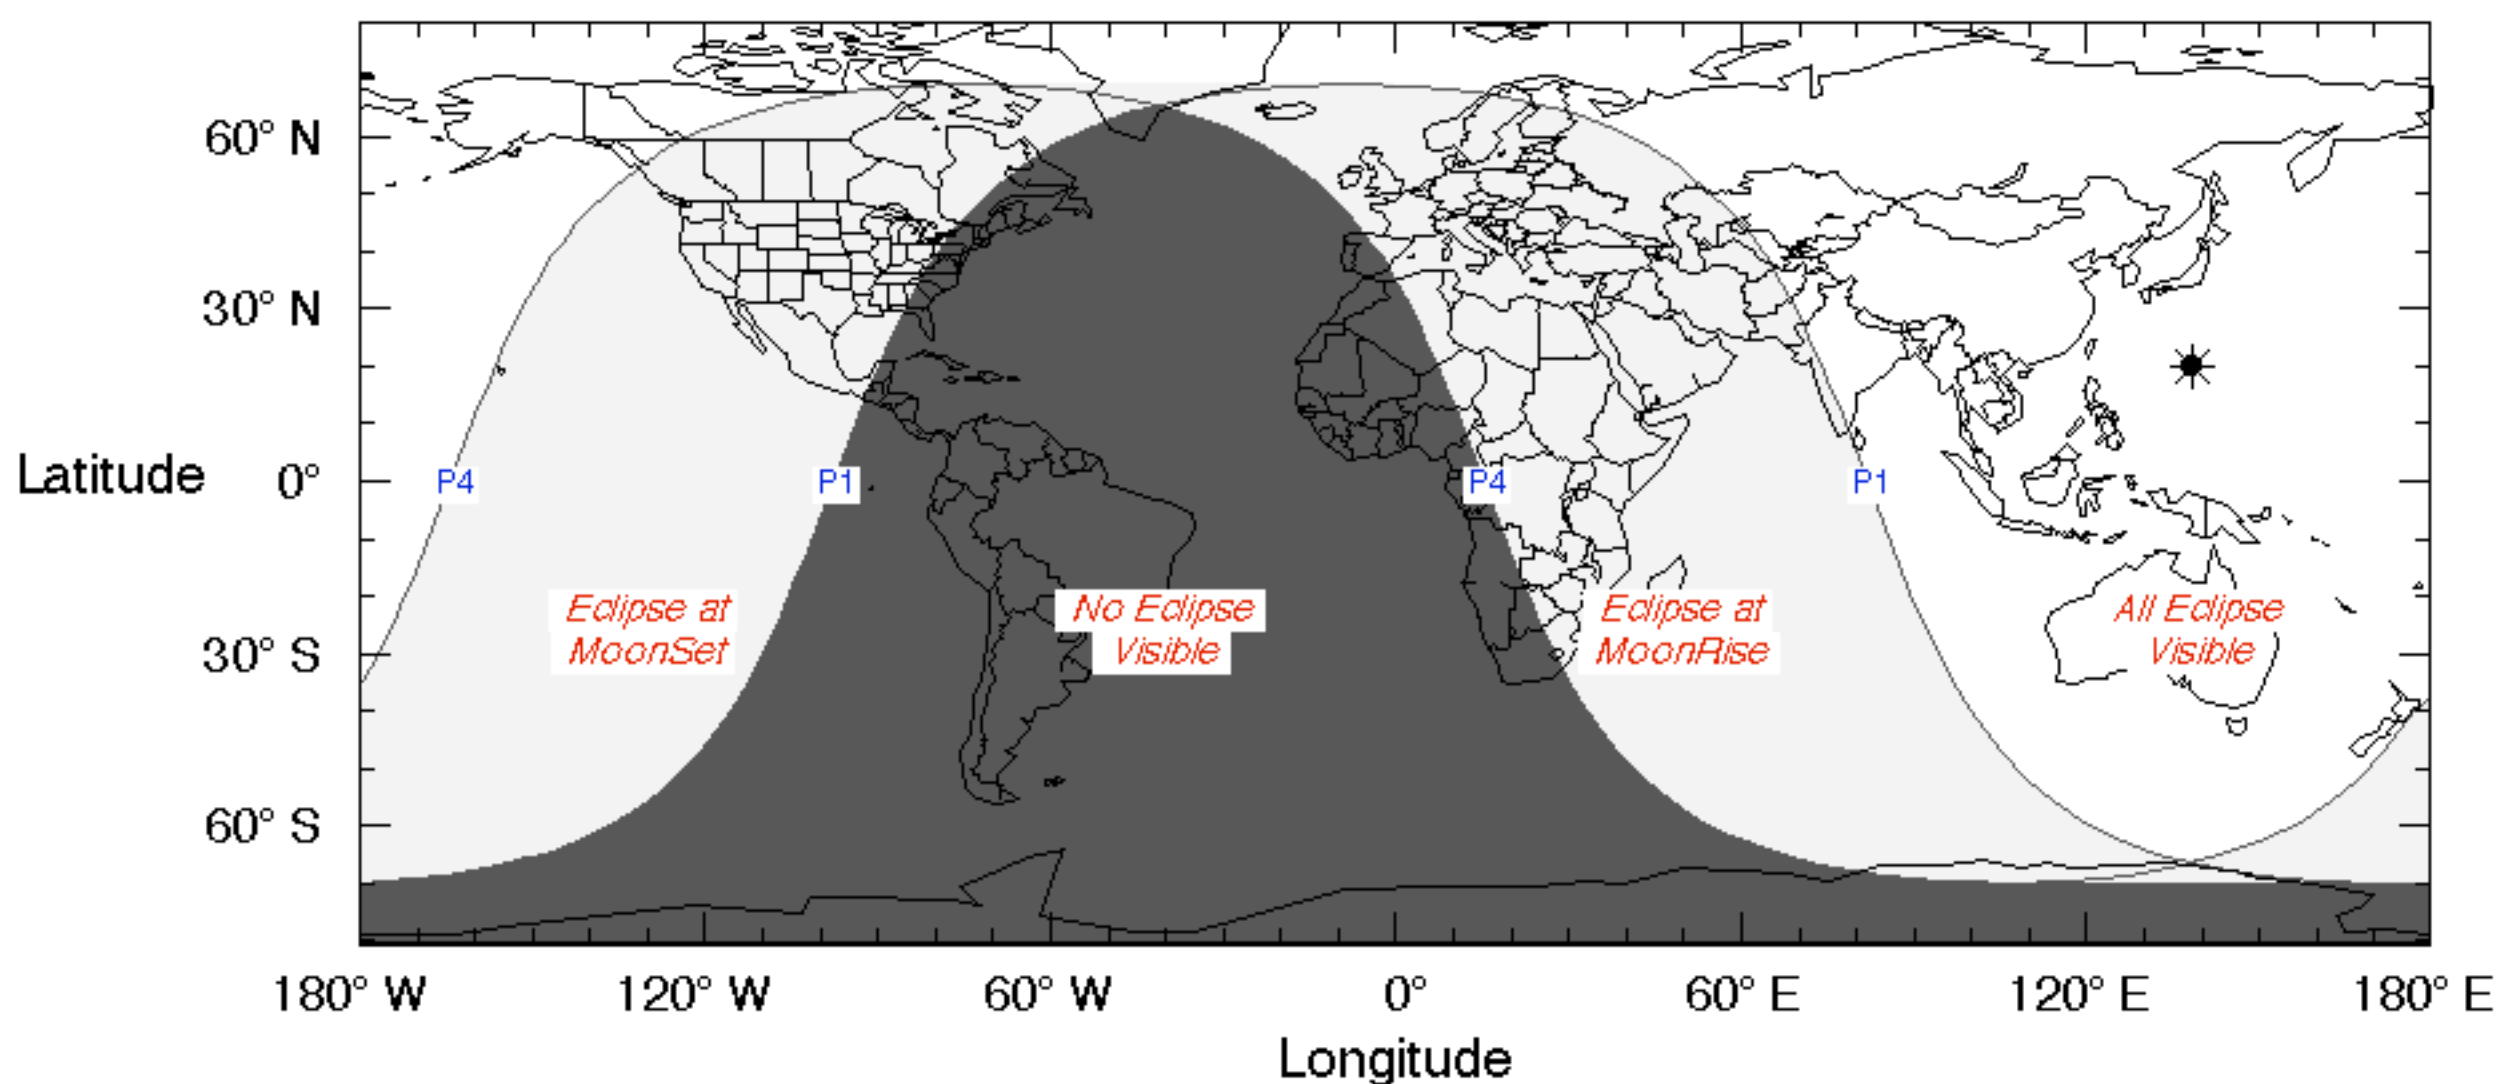 60° N
30° N
Latitude 0°
P4 P1 P4 P1
Eclipse at No Eclipse Eclipse at All Eclipse
MoonSet Visible MoonRise Visible
30° S
60° S
180° W 120° W 60° W 0° 60° E 120° E 180° E
Longitude